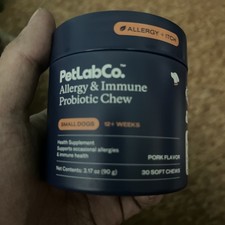 ALLERGY + ITCH
PetLabCo.™
Allergy & Immune
Probiotic Chew
SMALL DOGS 12+ WEEKS
Health Supplement
Supports occasional allergies
& immune health
PORK FLAVOR
Net Contents: 3.17 oz (90 g)
30 SOFT CHEWS